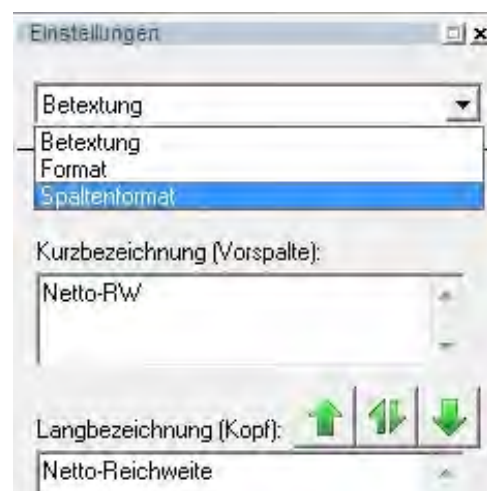 Einstellungen
Betextung
Betextung
Format
Spaltenformat
Kurzbezeichnung (Vorspalte):
Netto-RW
Langbezeichnung (Kopf):
Netto-Reichweite